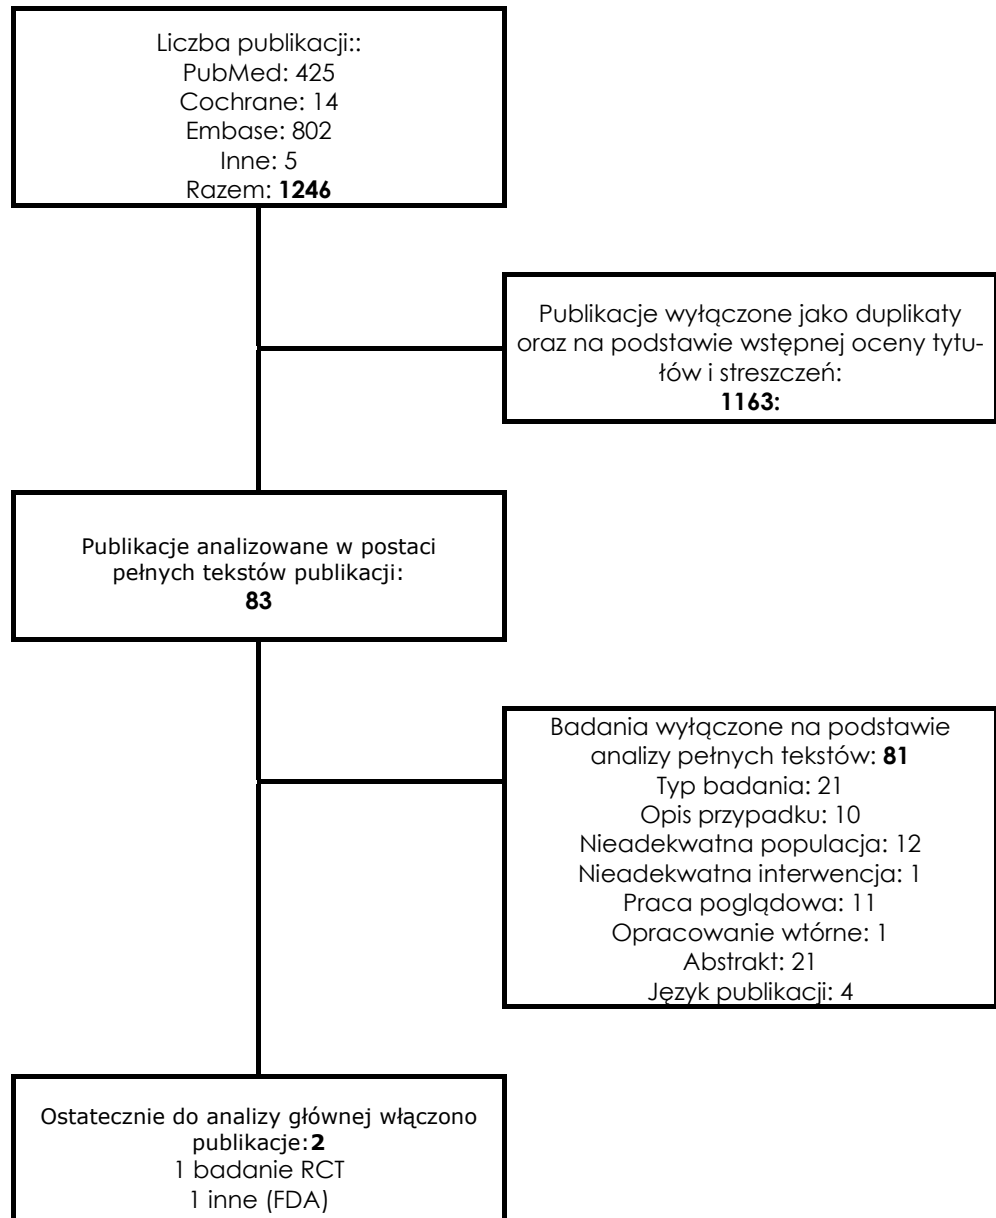 Liczba publikacji::
PubMed: 425
Cochrane: 14
Embase: 802
Inne: 5
Razem: 1246
Publikacje wyłączone jako duplikaty
oraz na podstawie wstępnej oceny tytu-
łów i streszczeń:
1163:
Publikacje analizowane w postaci
pełnych tekstów publikacji:
83
Badania wyłączone na podstawie
analizy pełnych tekstów: 81
Typ badania: 21
Opis przypadku: 10
Nieadekwatna populacja: 12
Nieadekwatna interwencja: 1
Praca poglądowa: 11
Opracowanie wtórne: 1
Abstrakt: 21
Język publikacji: 4
Ostatecznie do analizy głównej włączono
publikacje:2
1 badanie RCT
1 inne (FDA)